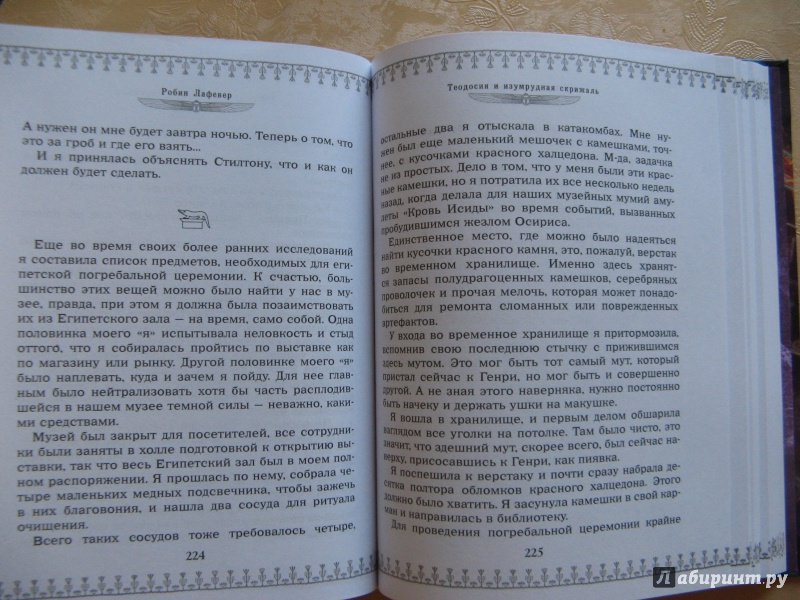 Робин Лафевер
А нужен он мне будет завтра ночью. Теперь о том, что
это за гроб и где его взять...
И я принялась объяснять Стилтону, что и как он
должен будет сделать.
Еще во время своих более ранних исследований
я составила список предметов, необходимых для еги-
петской погребальной церемонии. К счастью, боль-
шинство этих вещей можно было найти у нас в му-
зее, правда, при этом я должна была позаимствовать
их из Египетского зала — на время, само собой. Одна
половинка моего «я» испытывала неловкость и стыд
оттого, что я собиралась пройтись по выставке как
по магазину или рынку. Другой половинке моего «я»
было наплевать, куда и зачем я пойду. Для нее глав-
ным было нейтрализовать хотя бы часть расплодив-
шейся в нашем музее темной силы — неважно, каки-
ми средствами.
Музей был закрыт для посетителей, все сотрудни-
ки были заняты в холле подготовкой к открытию вы-
ставки, так что весь Египетский зал был в моем пол-
ном распоряжении. Я прошлась по нему, собрала че-
тыре маленьких медных подсвечника, чтобы зажечь
в них благовония, и нашла два сосуда для ритуала
очищения.
Всего таких сосудов тоже требовалось четыре,
224
Теодосия и изумрудная скрижаль
остальные два я отыскала в катакомбах. Мне ну-
жен был еще маленький мешочек с камешками, точ-
нее, с кусочками красного халцедона. М-да, задачка
не из простых. Дело в том, что у меня были эти крас-
ные камешки, но я потратила их все несколько недель
назад, когда делала для наших музейных мумий аму-
леты «Кровь Исиды» во время событий, вызванных
пробудившимся жезлом Осириса.
Единственное место, где можно было надеяться
найти кусочки красного камня, это, пожалуй, верстак
во временном хранилище. Именно здесь хранят-
ся запасы полудрагоценных камешков, серебряных
проволочек и прочая мелочь, которая может понадо-
биться для ремонта сломанных или поврежденных
артефактов.
У входа во временное хранилище я притормозила,
вспомнив свою последнюю стычку с прижившимся
здесь мутом. Это мог быть тот самый мут, который
пристал сейчас к Генри, но мог быть и совершенно
другой. А не зная этого наверняка, нужно постоянно
быть начеку и держать ушки на макушке.
Я вошла в хранилище, и первым делом обшарила
взглядом все уголки на потолке. Там было чисто, это
значит, что здешний мут, скорее всего, был сейчас на-
верху, присосавшись к Генри, как пиявка.
Я поспешила к верстаку и почти сразу набрала де-
сятка полтора обломков красного халцедона. Этого
должно было хватить. Я засунула камешки в свой кар-
ман и направилась в библиотеку.
Для проведения погребальной церемонии крайне
225
Лабиринт.ру